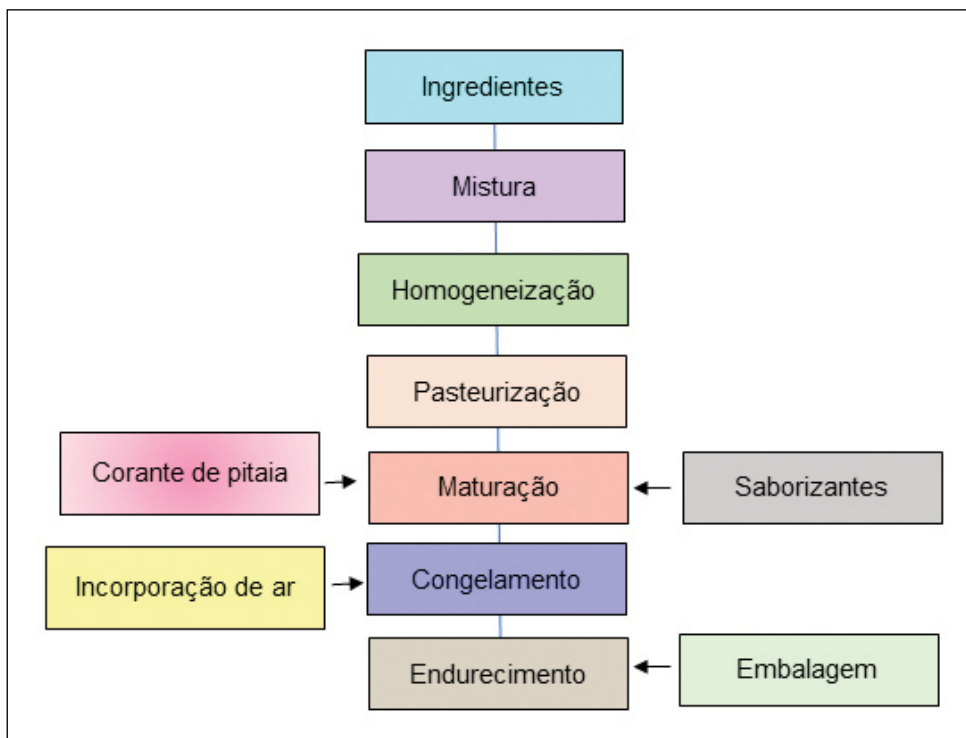 Ingredientes
Mistura
Homogeneização
Pasteurização
Corante de pitaia
Maturação
Saborizantes
Incorporação de ar
Congelamento
Endurecimento
Embalagem